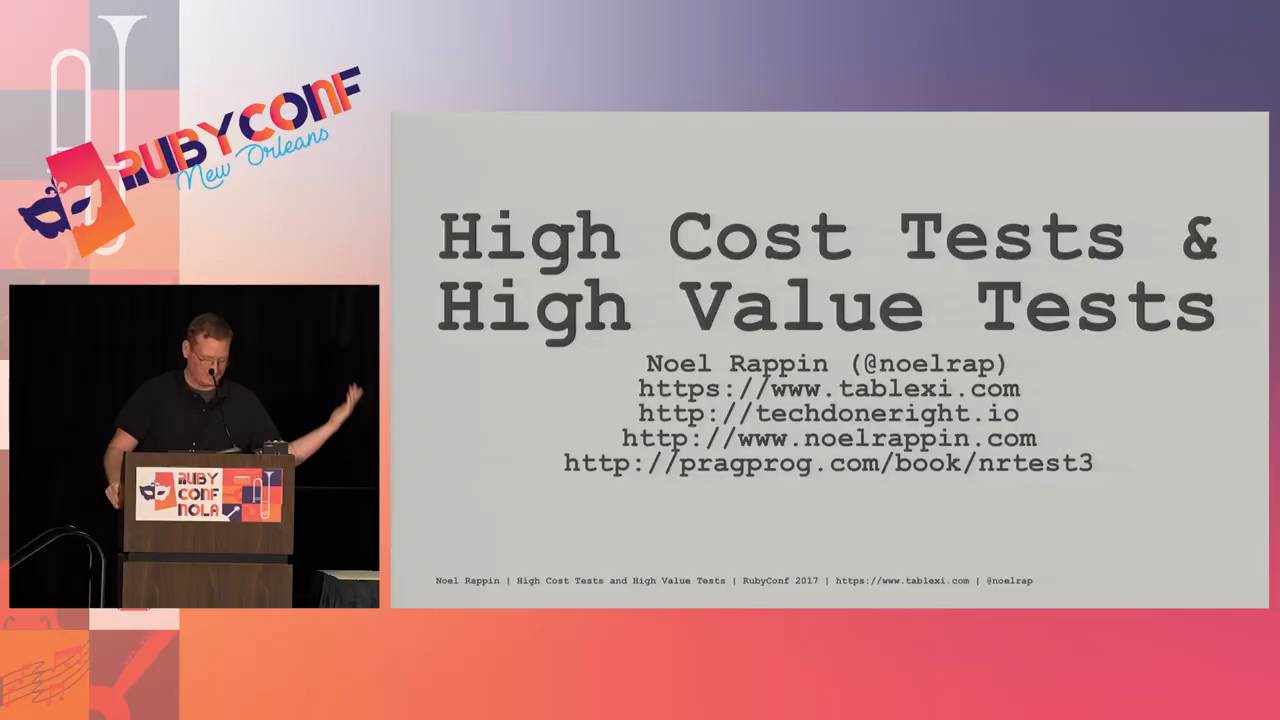 RUBYCONF
New Orleans
High Cost Tests &
High Value Tests
Noel Rappin (@noelrap)
https://www.tablexi.com
http://techdoneright.io
http://www.noelrappin.com
http://pragprog.com/book/nrtest3
Noel Rappin | High Cost Tests and High Value Tests | RubyConf 2017 | https://www.tablexi.com | @noelrap
RUBY
CONF
NOLA